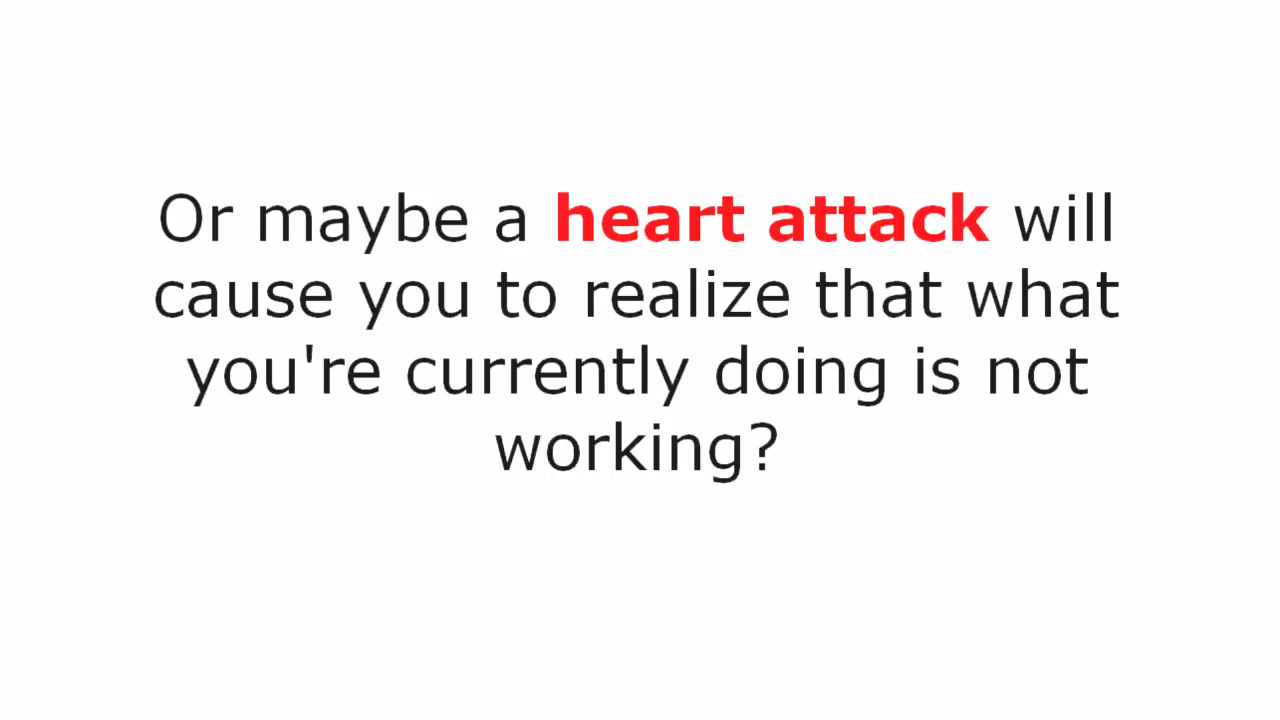 Or maybe a heart attack will
cause you to realize that what
you're currently doing is not
working?